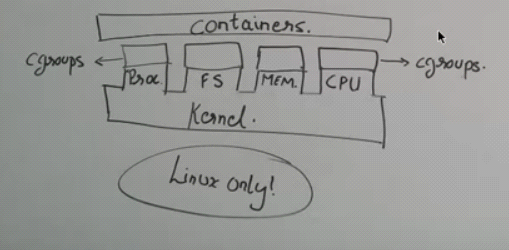 containers.
cgroups
cgroups.
Proc
FS
MEM.
CPU
Kernel.
Linux only!